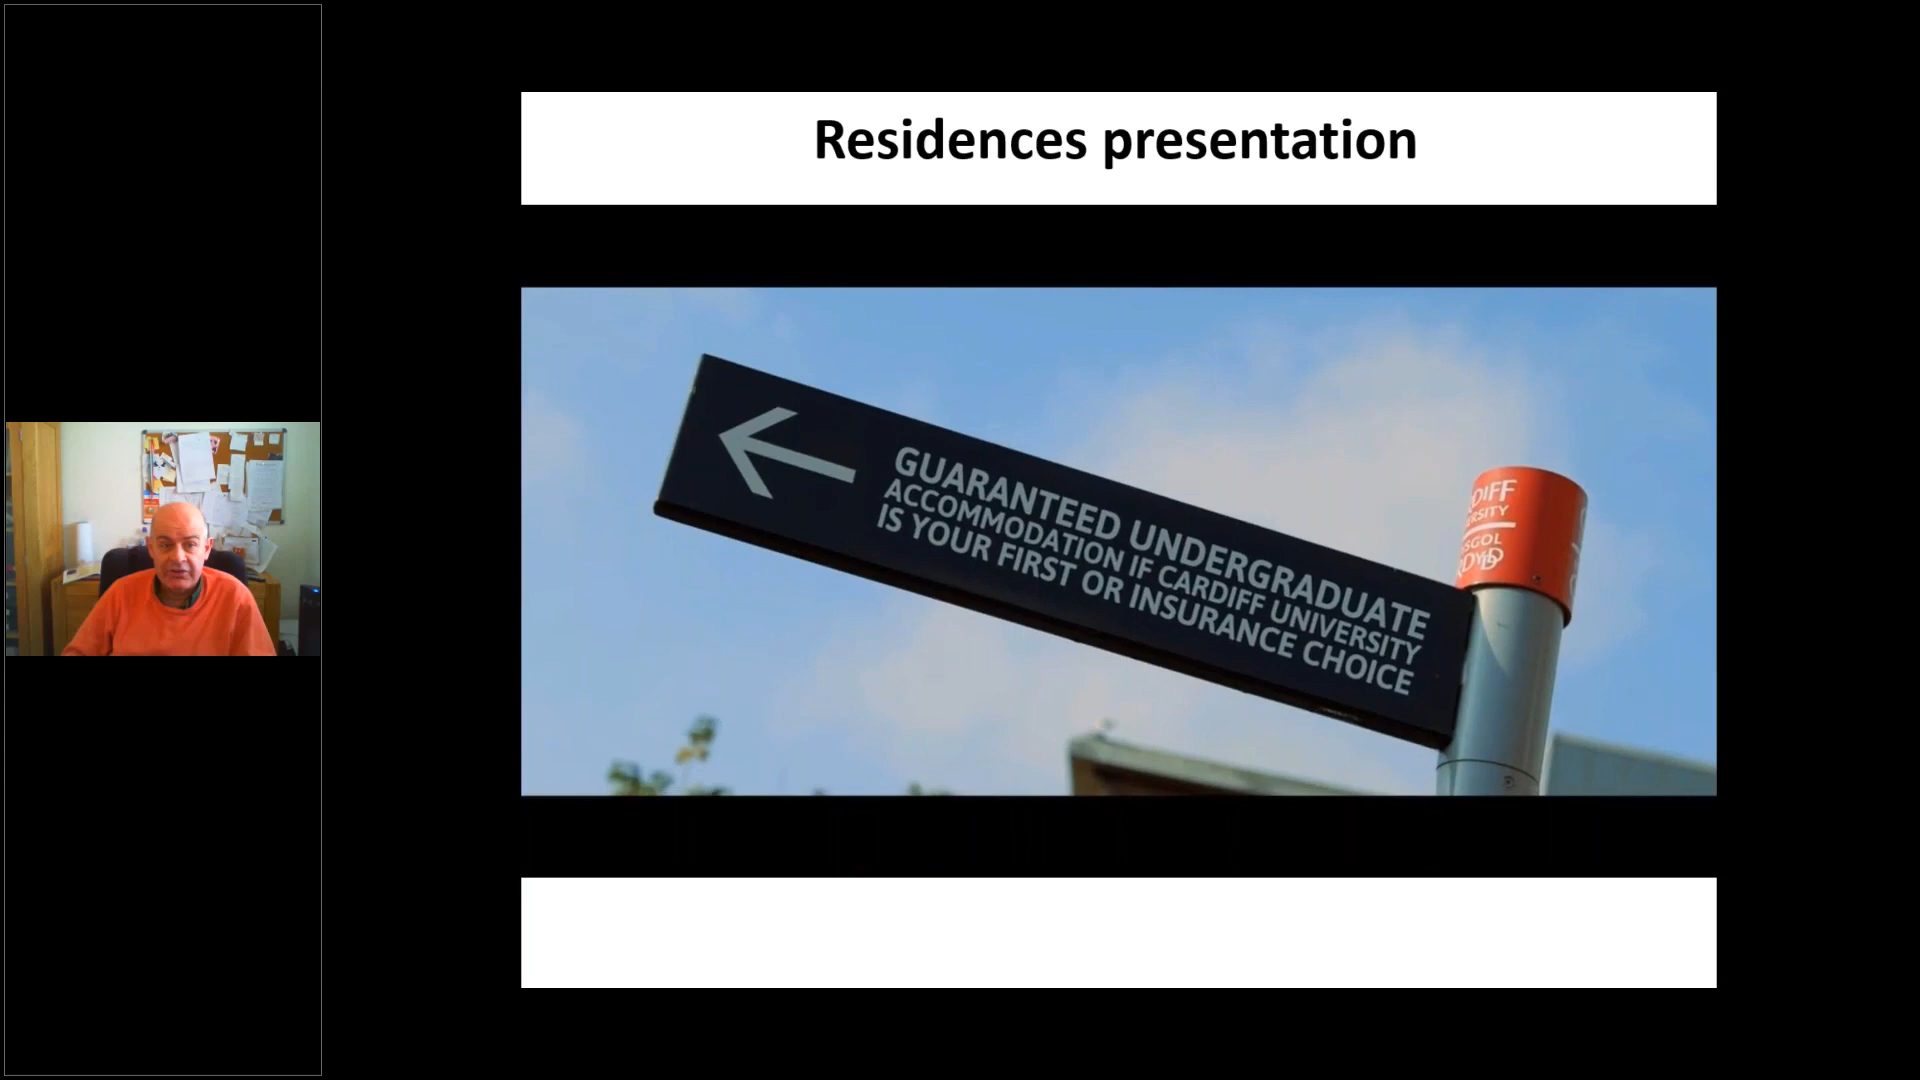 Residences presentation
GUARANTEED UNDERGRADUATE
ACCOMMODATION IF CARDIFF UNIVERSITY
IS YOUR FIRST OR INSURANCE CHOICE